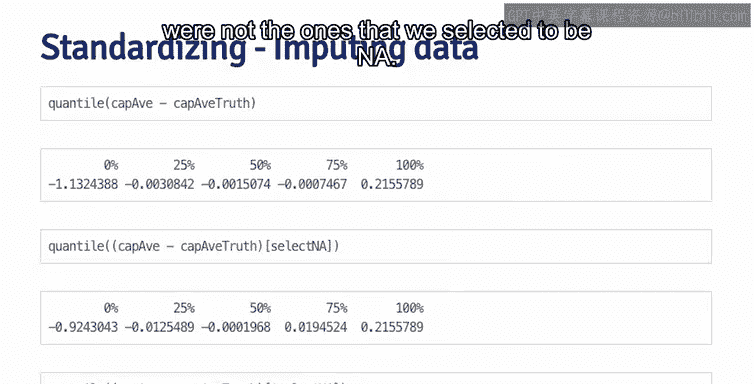 were not the ones that we selected to be
NA.
Standardizing - Imputing data
quantile(capAve - capAveTruth)
0% 25% 50% 75% 100%
-1.1324388 -0.0030842 -0.0015074 -0.0007467 0.2155789
quantile((capAve - capAveTruth)[selectNA])
0% 25% 50% 75% 100%
-0.9243043 -0.0125489 -0.0001968 0.0194524 0.2155789